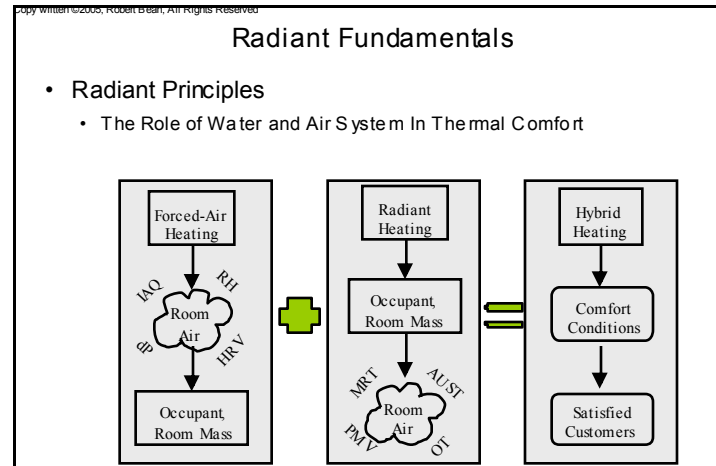 Copy written ©2005, Robert Bean, All Rights Reserved
Radiant Fundamentals
• Radiant Principles
• The Role of Water and Air System In Thermal Comfort
Forced-Air
Heating
IAQ
RH
Room
Air
dP
HRV
Occupant,
Room Mass
Radiant
Heating
Occupant,
Room Mass
MRT
AUST
Room
Air
PMV
OT
Hybrid
Heating
Comfort
Conditions
Satisfied
Customers